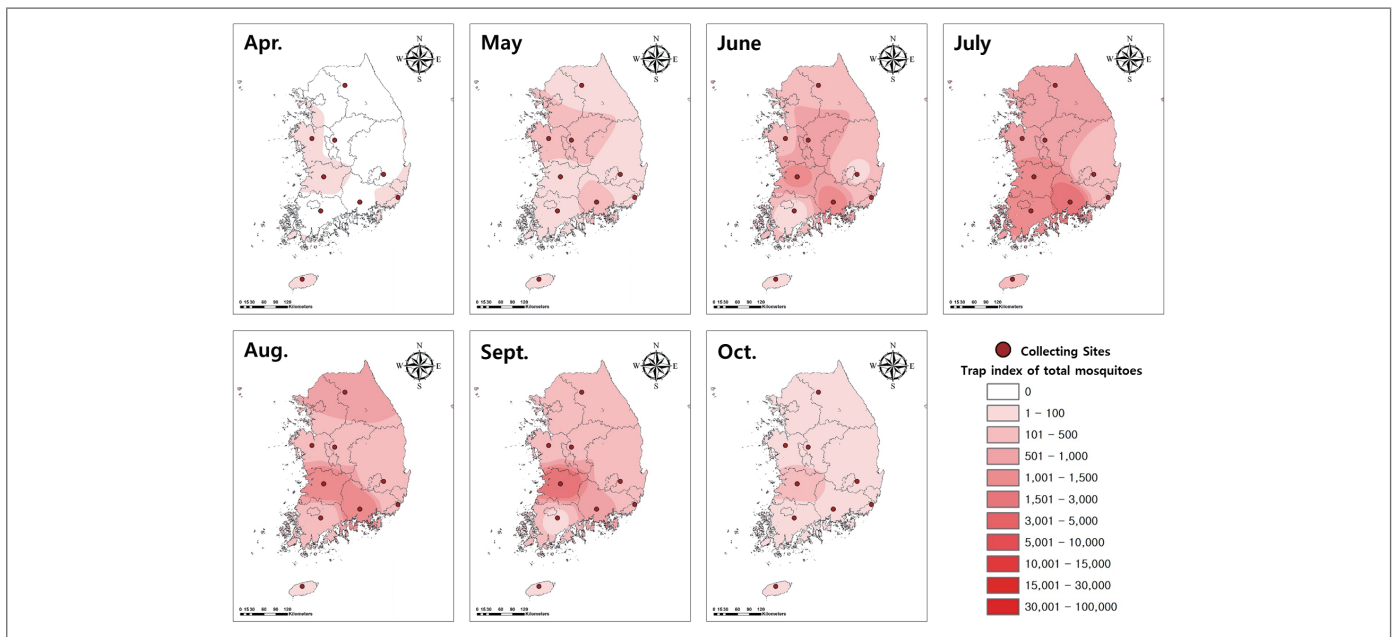 Apr.
N
W E
S
0 15 30 60 90 120
Kilometers
May
N
W E
S
0 15 30 60 90 120
Kilometers
June
N
W E
S
0 15 30 60 90 120
Kilometers
July
N
W E
S
0 15 30 60 90 120
Kilometers
Aug.
N
W E
S
0 15 30 60 90 120
Kilometers
Sept.
N
W E
S
0 15 30 60 90 120
Kilometers
Oct.
N
W E
S
0 15 30 60 90 120
Kilometers
Collecting Sites
Trap index of total mosquitoes
0
1 – 100
101 – 500
501 – 1,000
1,001 – 1,500
1,501 – 3,000
3,001 – 5,000
5,001 – 10,000
10,001 – 15,000
15,001 – 30,000
30,001 – 100,000